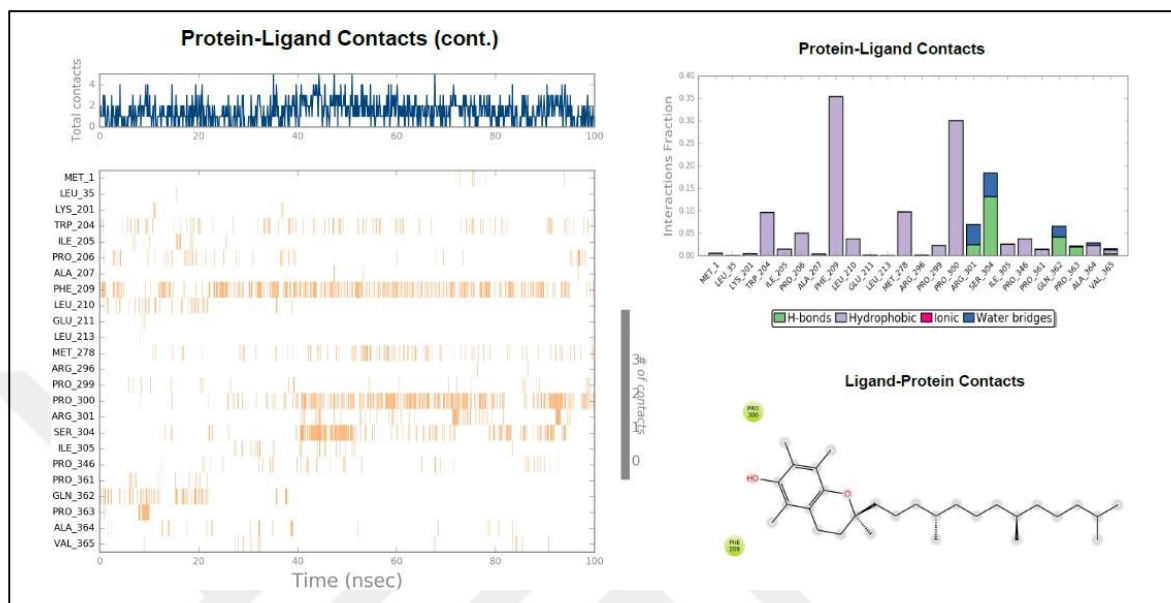 Protein-Ligand Contacts (cont.)
Total contacts
4
2
0
0 20 40 60 80 100
MET_1
LEU_35
LYS_201
TRP_204
ILE_205
PRO_206
ALA_207
PHE_209
LEU_210
GLU_211
LEU_213
MET_278
ARG_296
PRO_299
PRO_300
ARG_301
SER_304
ILE_305
PRO_346
PRO_361
GLN_362
PRO_363
ALA_364
VAL_365
0 20 40 60 80 100
Time (nsec)
3
2
1
0
# of contacts
Protein-Ligand Contacts
Interactions Fraction
0.40
0.35
0.30
0.25
0.20
0.15
0.10
0.05
0.00
MET_1 LEU_35 LYS_201 TRP_204 ILE_205 PRO_206 ALA_207 PHE_209 LEU_210 GLU_211 LEU_213 MET_278 ARG_296 PRO_299 PRO_300 ARG_301 SER_304 ILE_305 PRO_346 PRO_361 GLN_362 PRO_363 ALA_364 VAL_365
H-bonds Hydrophobic Ionic Water bridges
Ligand-Protein Contacts
PRO
300
HO
O
PHE
209